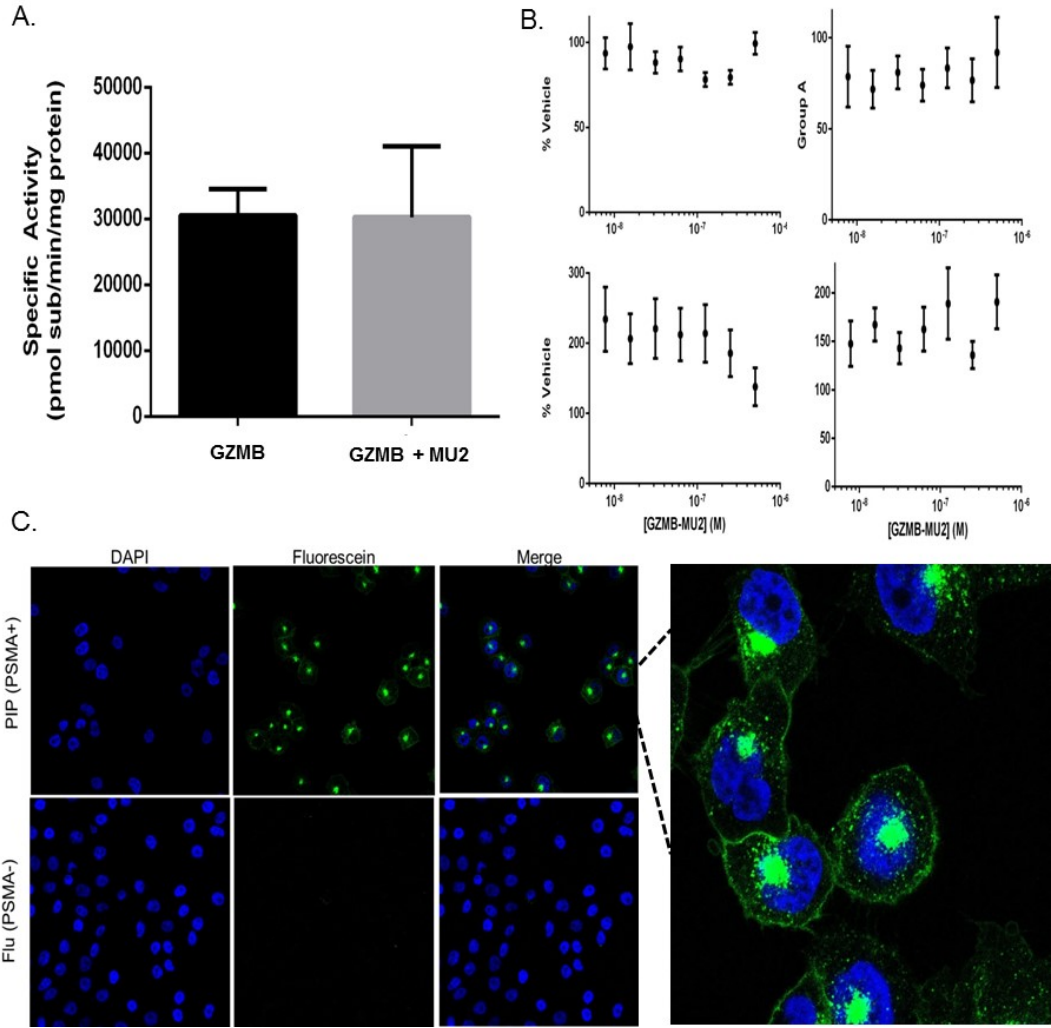 A.
Specific Activity
(pmol sub/min/mg protein)
50000
40000
30000
20000
10000
0
GZMB
GZMB + MU2
B.
% Vehicle
100
50
0
10-8
10-7
10-6
Group A
100
50
0
10-8
10-7
10-6
% Vehicle
300
200
100
0
10-8
10-7
10-6
[GZMB-MU2] (M)
200
150
100
50
0
10-8
10-7
10-6
[GZMB-MU2] (M)
C.
DAPI
Fluorescein
Merge
PIP (PSMA+)
Flu (PSMA-)